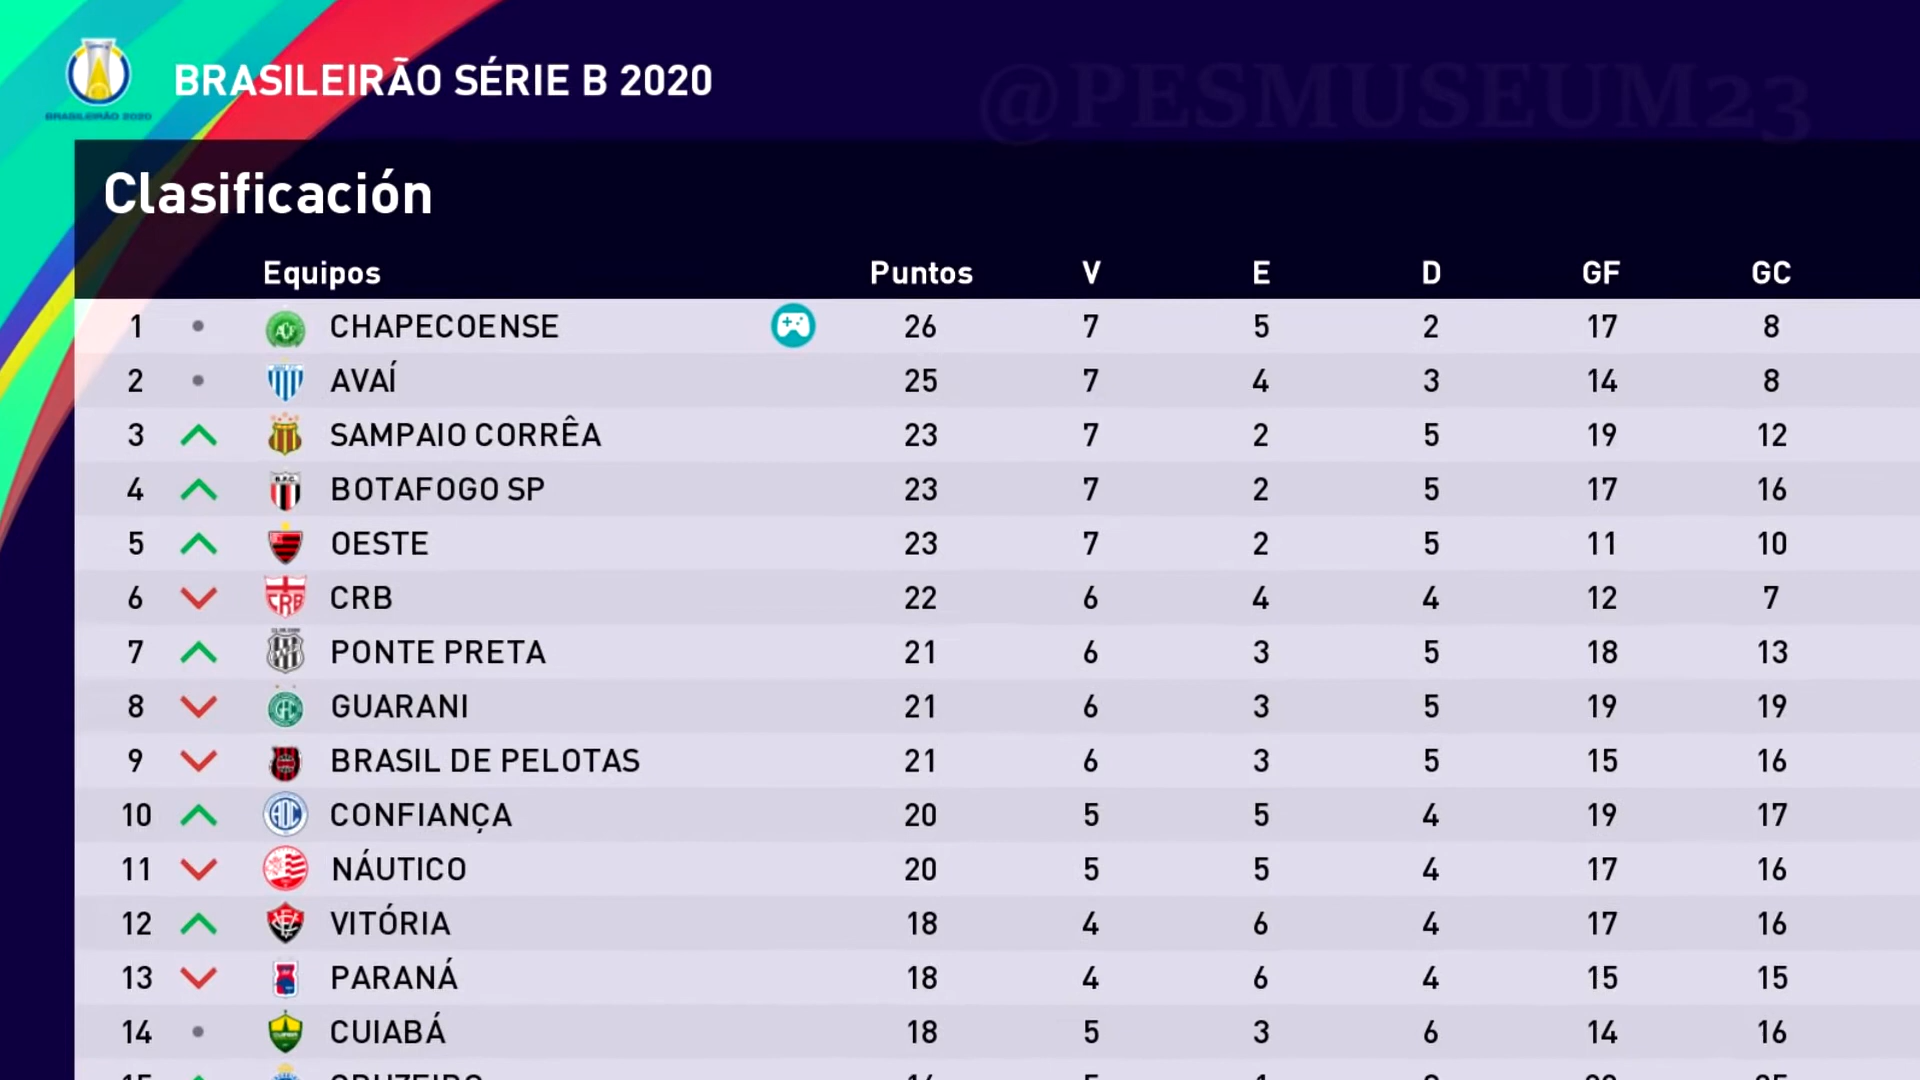 BRASILEIRÃO 2020
BRASILEIRÃO SÉRIE B 2020
@PESMUSEUM23
Clasificación
Equipos Puntos V E D GF GC
1 CHAPECOENSE 26 7 5 2 17 8
2 AVAÍ 25 7 4 3 14 8
3 SAMPAIO CORRÊA 23 7 2 5 19 12
4 BOTAFOGO SP 23 7 2 5 17 16
5 OESTE 23 7 2 5 11 10
6 CRB 22 6 4 4 12 7
7 PONTE PRETA 21 6 3 5 18 13
8 GUARANI 21 6 3 5 19 19
9 BRASIL DE PELOTAS 21 6 3 5 15 16
10 CONFIANÇA 20 5 5 4 19 17
11 NÁUTICO 20 5 5 4 17 16
12 VITÓRIA 18 4 6 4 17 16
13 PARANÁ 18 4 6 4 15 15
14 CUIABÁ 18 5 3 6 14 16
15 CRUZEIRO